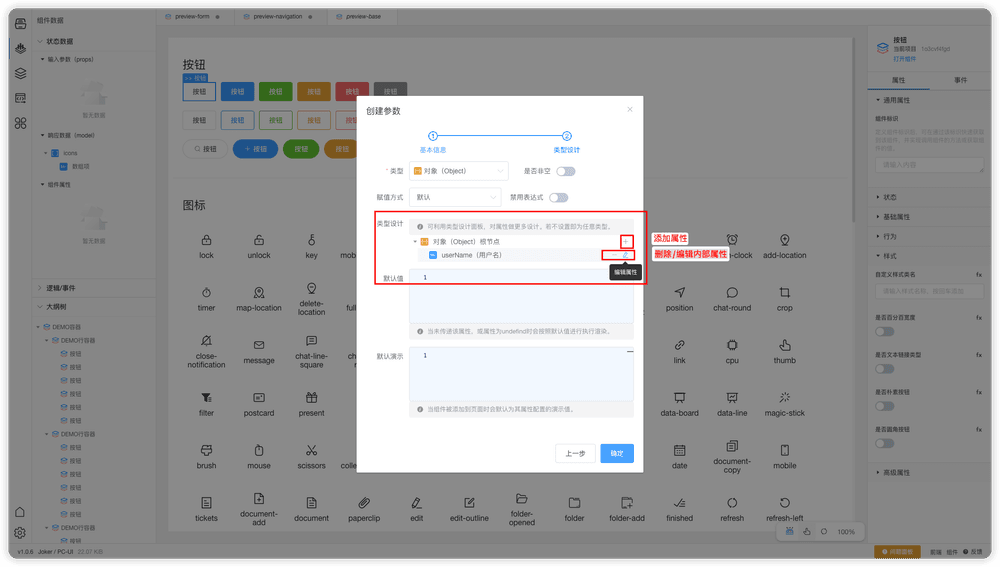 组件数据
preview-form
preview-navigation
preview-base
状态数据
输入参数（props）
暂无数据
响应数据（model）
icons
数组项
组件属性
暂无数据
逻辑/事件
大纲树
DEMO容器
DEMO行容器
按钮
按钮
按钮
按钮
按钮
按钮
DEMO行容器
按钮
按钮
按钮
按钮
按钮
按钮
DEMO行容器
按钮
v1.0.6 Joker / PC-UI 22.07 KiB
按钮
按钮
按钮 按钮 按钮 按钮 按钮 按钮
按钮 按钮 按钮 按钮
按钮 + 按钮 按钮 按钮
图标
lock unlock key
add-location
timer map-location delete-location
position chat-round crop
close-notification message chat-line-square
link cpu thumb
filter postcard present
data-board data-line magic-stick
brush mouse scissors
date document-copy mobile
tickets document-add document paperclip edit edit-outline folder-opened folder folder-add finished refresh refresh-left
100%
创建参数
1 2
基本信息 类型设计
* 类型 对象（Object） 是否非空
赋值方式 默认 禁用表达式
类型设计
可利用类型设计面板，对属性做更多设计。若不设置即为任意类型。
对象（Object）根节点
userName（用户名）
编辑属性
添加属性
删除/编辑内部属性
默认值 1
当未传递该属性，或属性为undefind时会按照默认值进行执行渲染。
默认演示 1
当组件被添加到页面时会默认为其属性配置的演示值。
上一步 确定
按钮
当前项目
打开组件
属性 事件
通用属性
组件标识
请输入内容
状态
基础属性
行为
样式
自定义样式类名 fx
请输入样式名称，按回车添加
是否百分百宽度 fx
是否文本链接类型 fx
是否朴素按钮 fx
是否圆角按钮 fx
高级属性
问题面板 前端 组件 反馈